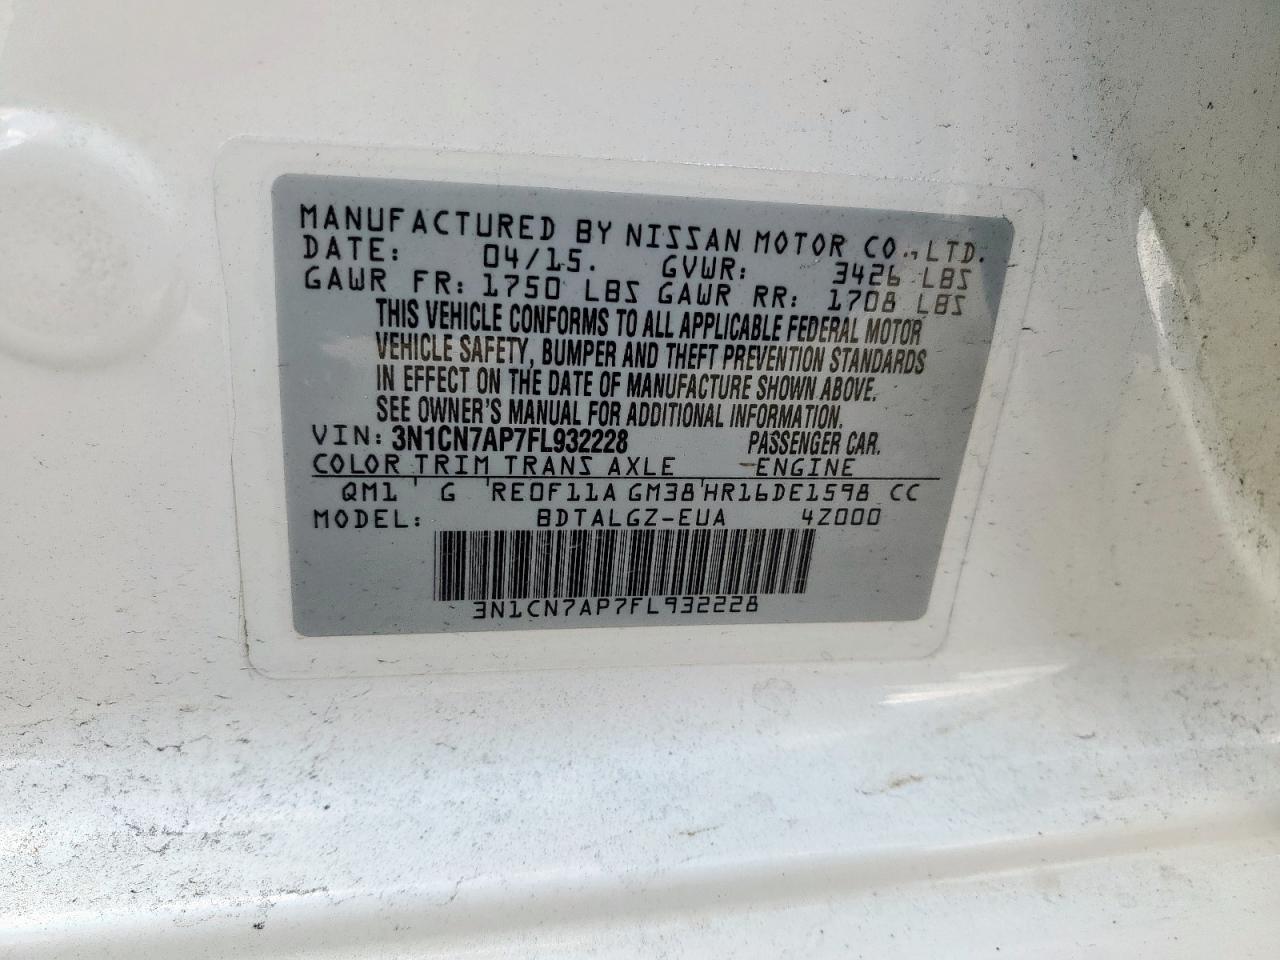 MANUFACTURED BY NISSAN MOTOR CO., LTD.
DATE: 04/15. GVWR: 3426 LBS
GAWR FR: 1750 LBS GAWR RR: 1708 LBS
THIS VEHICLE CONFORMS TO ALL APPLICABLE FEDERAL MOTOR
VEHICLE SAFETY, BUMPER AND THEFT PREVENTION STANDARDS
IN EFFECT ON THE DATE OF MANUFACTURE SHOWN ABOVE.
SEE OWNER'S MANUAL FOR ADDITIONAL INFORMATION.
VIN: 3N1CN7AP7FL932228 PASSENGER CAR.
COLOR TRIM TRANS AXLE ENGINE
QM1 G RE0F11A GM38 HR16DE1598 CC
MODEL: BDTALGZ-EUA 4Z000
3N1CN7AP7FL932228